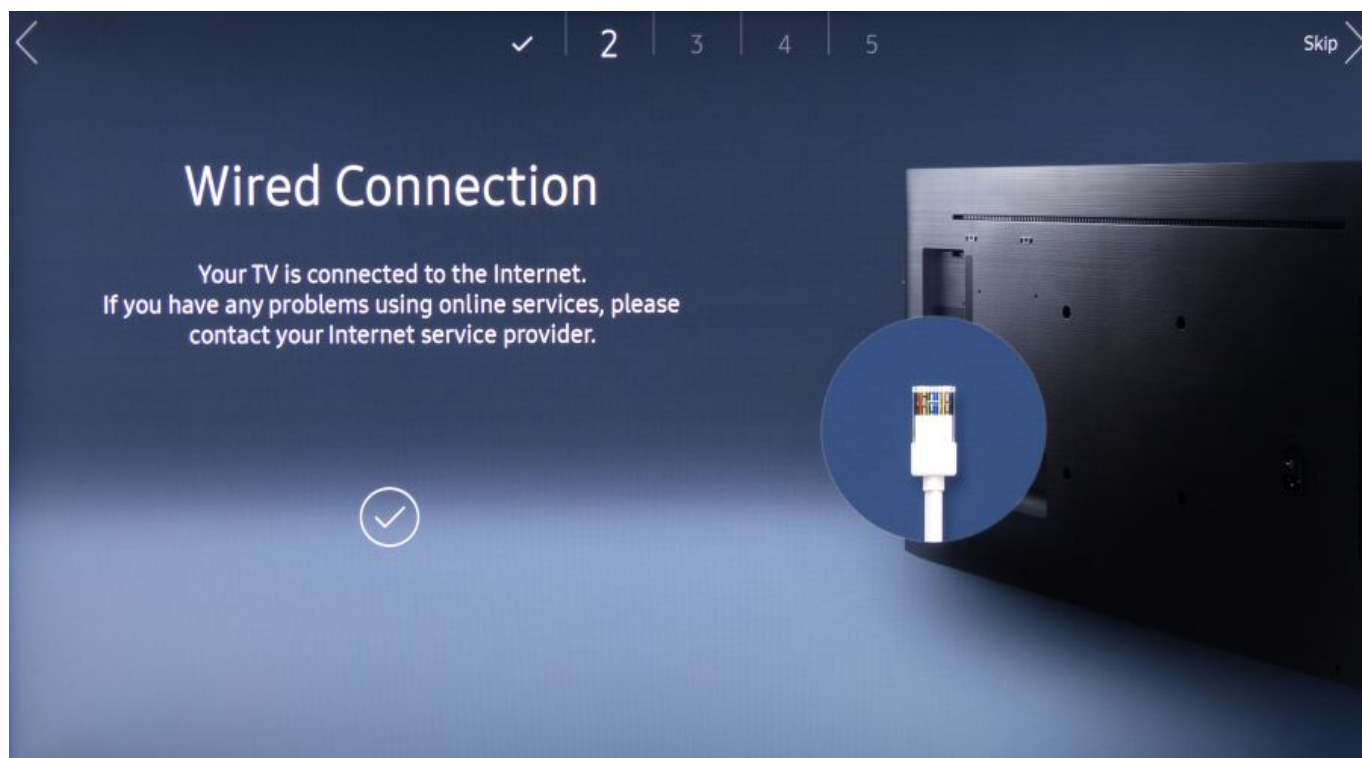 2 3 4 5
Skip
Wired Connection
Your TV is connected to the Internet.
If you have any problems using online services, please
contact your Internet service provider.